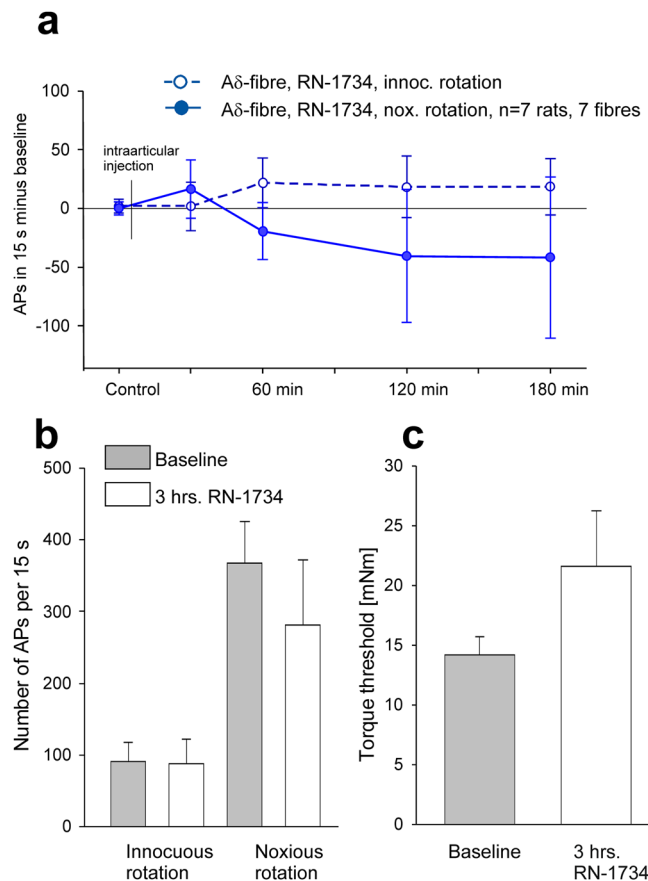 a
Aδ-fibre, RN-1734, innoc. rotation
Aδ-fibre, RN-1734, nox. rotation, n=7 rats, 7 fibres
intraarticular
injection
APs in 15 s minus baseline
100
50
0
-50
-100
Control
60 min
120 min
180 min
b
Baseline
3 hrs. RN-1734
Number of APs per 15 s
500
400
300
200
100
0
Innocuous
rotation
Noxious
rotation
c
Torque threshold [mNm]
30
25
20
15
10
5
0
Baseline
3 hrs.
RN-1734